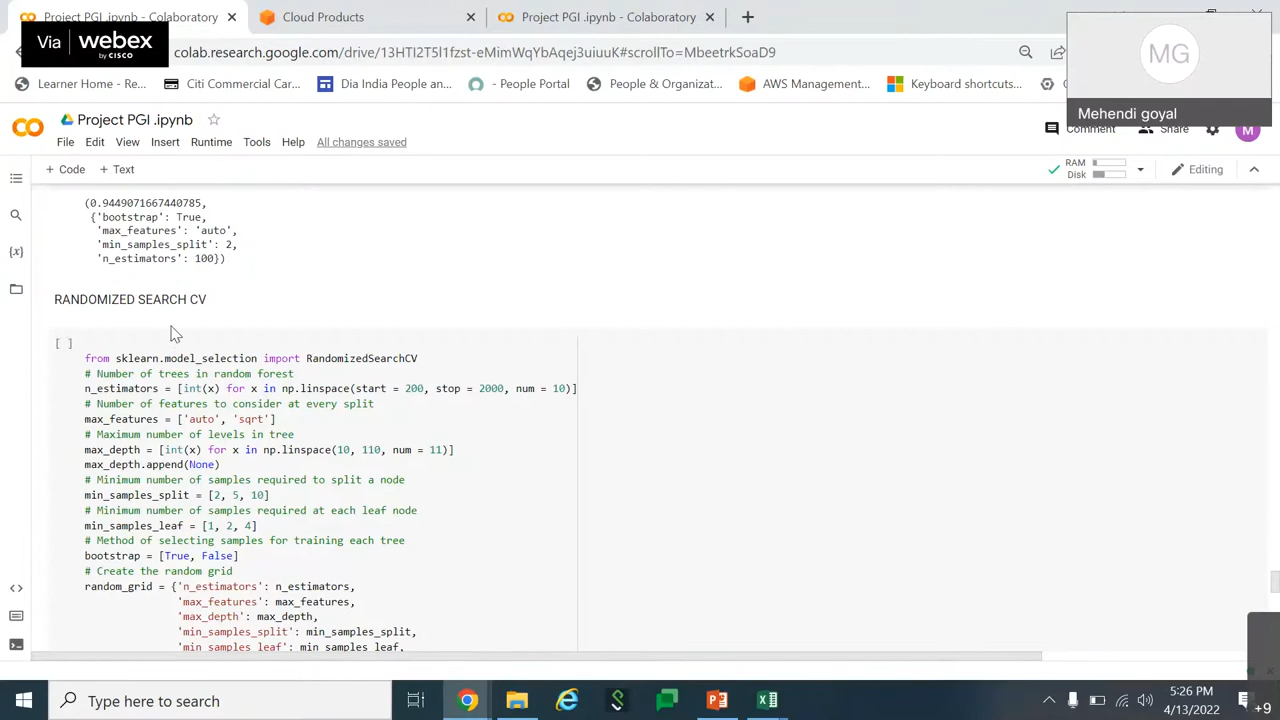 Project PGI .ipynb - Colaboratory
Cloud Products
Project PGI .ipynb - Colaboratory
Via webex
by CISCO
colab.research.google.com/drive/13HTI2T5l1fzst-eMimWqYbAqej3uiuuK#scrollTo=MbeetrkSoaD9
MG
Mehendi goyal
Learner Home - Re...
Citi Commercial Car...
Dia India People an...
- People Portal
People & Organizat...
AWS Management...
Keyboard shortcuts...
Project PGI .ipynb
Comment
Share
M
File Edit View Insert Runtime Tools Help All changes saved
+ Code + Text
RAM
Disk
Editing
(0.9449071667440785,
{'bootstrap': True,
'max_features': 'auto',
'min_samples_split': 2,
'n_estimators': 100})
RANDOMIZED SEARCH CV
[ ]
from sklearn.model_selection import RandomizedSearchCV
# Number of trees in random forest
n_estimators = [int(x) for x in np.linspace(start = 200, stop = 2000, num = 10)]
# Number of features to consider at every split
max_features = ['auto', 'sqrt']
# Maximum number of levels in tree
max_depth = [int(x) for x in np.linspace(10, 110, num = 11)]
max_depth.append(None)
# Minimum number of samples required to split a node
min_samples_split = [2, 5, 10]
# Minimum number of samples required at each leaf node
min_samples_leaf = [1, 2, 4]
# Method of selecting samples for training each tree
bootstrap = [True, False]
# Create the random grid
random_grid = {'n_estimators': n_estimators,
'max_features': max_features,
'max_depth': max_depth,
'min_samples_split': min_samples_split,
'min_samples_leaf': min_samples_leaf,
Type here to search
5:26 PM
4/13/2022
+9